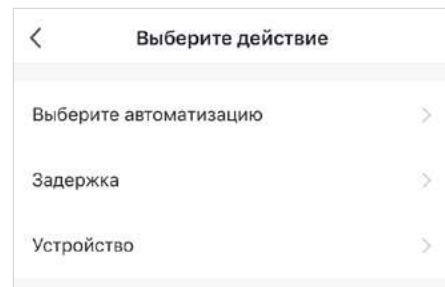 Выберите действие
Выберите автоматизацию
Задержка
Устройство